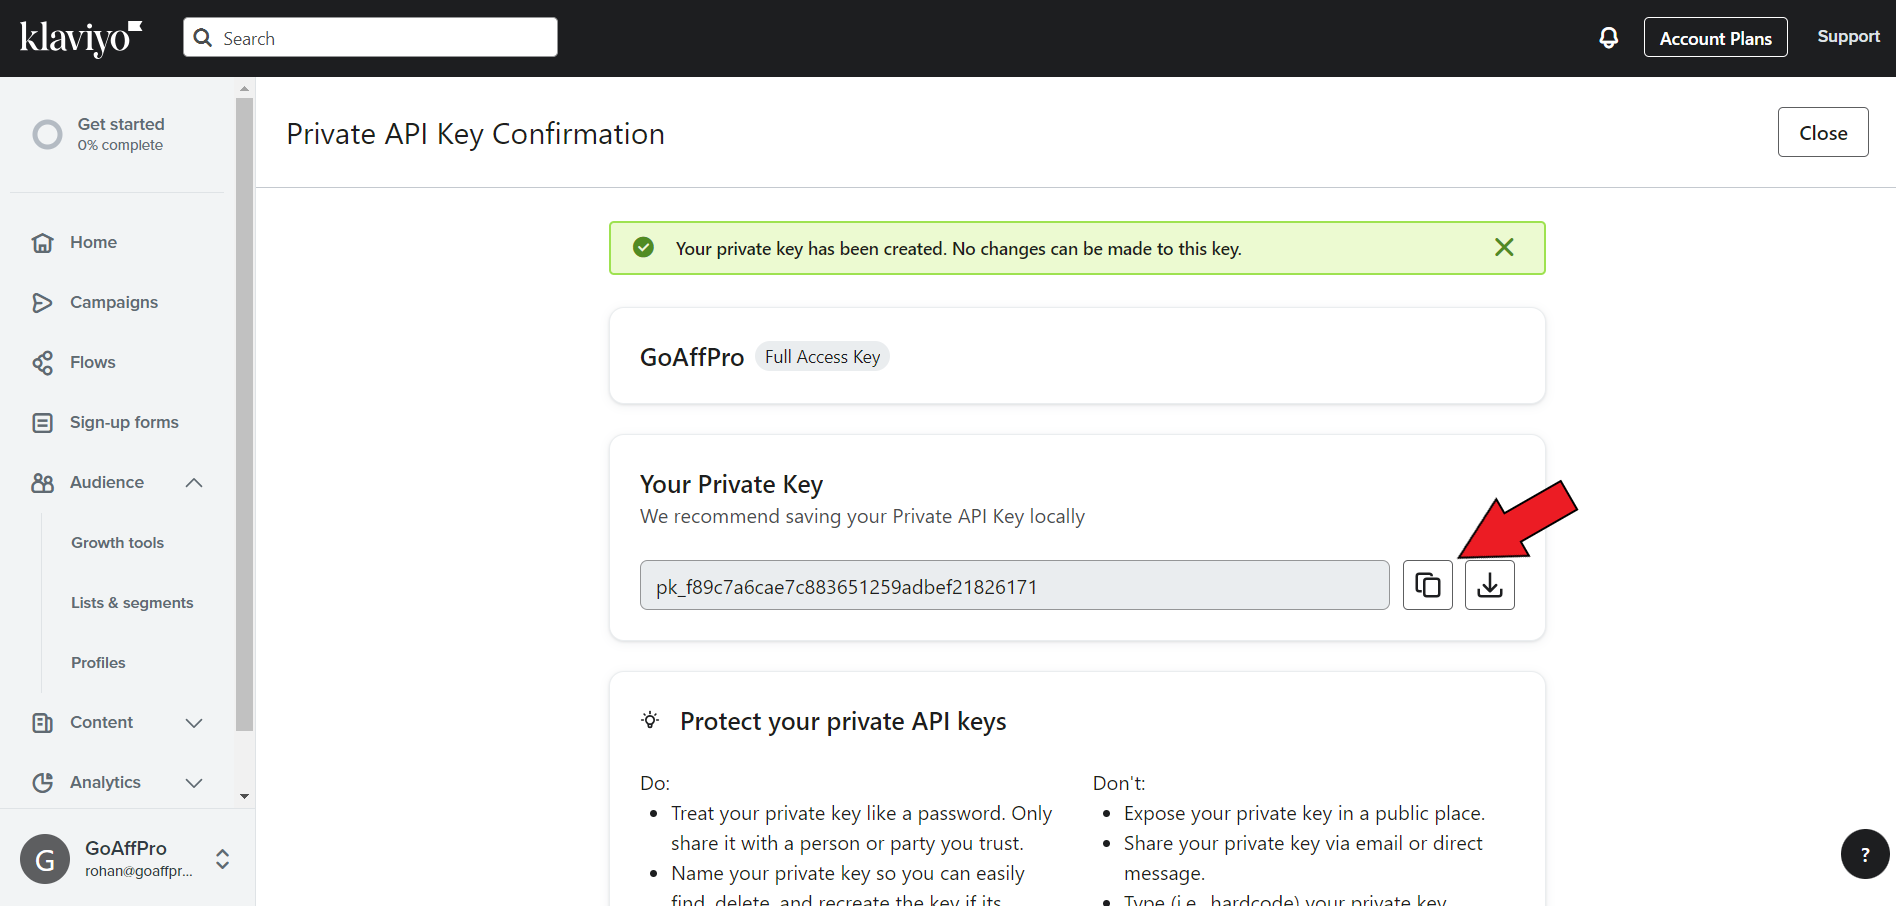 klaviyo
Search
Account Plans
Support
Get started
0% complete
Home
Campaigns
Flows
Sign-up forms
Audience
Growth tools
Lists & segments
Profiles
Content
Analytics
G
GoAffPro
rohan@goaffpr...
Private API Key Confirmation
Close
Your private key has been created. No changes can be made to this key.
GoAffPro
Full Access Key
Your Private Key
We recommend saving your Private API Key locally
pk_f89c7a6cae7c883651259adbef21826171
Protect your private API keys
Do:
Treat your private key like a password. Only
share it with a person or party you trust.
Name your private key so you can easily
find, delete, and recreate the key if its
Don't:
Expose your private key in a public place.
Share your private key via email or direct
message.
Type (i.e., hardcode) your private key
?